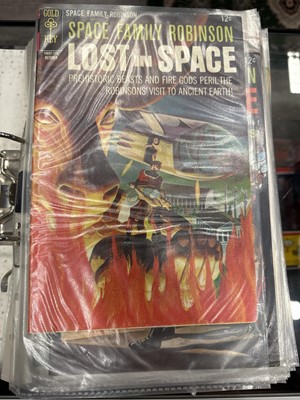 GOLD
KEY
SPACE FAMILY ROBINSON
12¢
SPACE FAMILY ROBINSON
LOST IN SPACE
PREHISTORIC BEASTS AND FIRE GODS PERIL THE
ROBINSONS' VISIT TO ANCIENT EARTH!
12¢